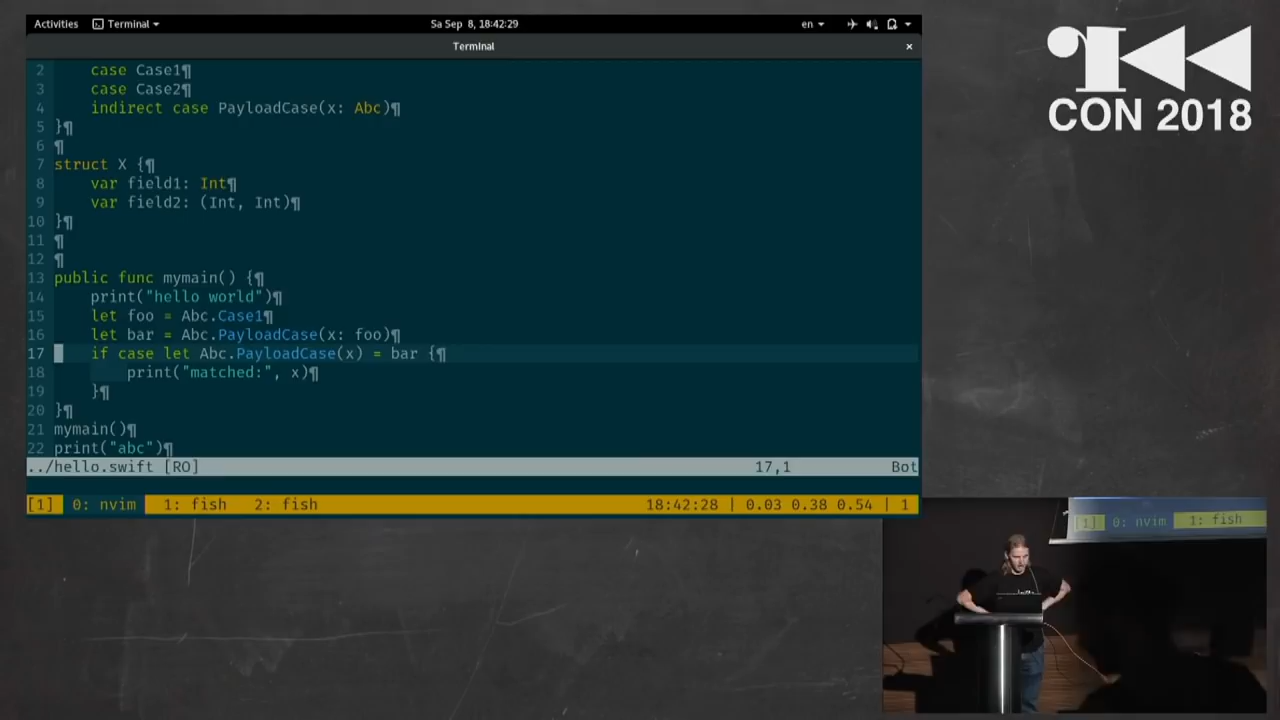 Activities Terminal Sa Sep 8, 18:42:29 en
Terminal ×
2 case Case1¶
3 case Case2¶
4 indirect case PayloadCase(x: Abc)¶
5 }¶
6 ¶
7 struct X {¶
8 var field1: Int¶
9 var field2: (Int, Int)¶
10 }¶
11 ¶
12 ¶
13 public func mymain() {¶
14 print("hello world")¶
15 let foo = Abc.Case1¶
16 let bar = Abc.PayloadCase(x: foo)¶
17 if case let Abc.PayloadCase(x) = bar {¶
18 print("matched:", x)¶
19 }¶
20 }¶
21 mymain()¶
22 print("abc")¶
../hello.swift [RO] 17,1 Bot
[1] 0: nvim 1: fish 2: fish 18:42:28 | 0.03 0.38 0.54 | 1
CON 2018
[1] 0: nvim 1: fish